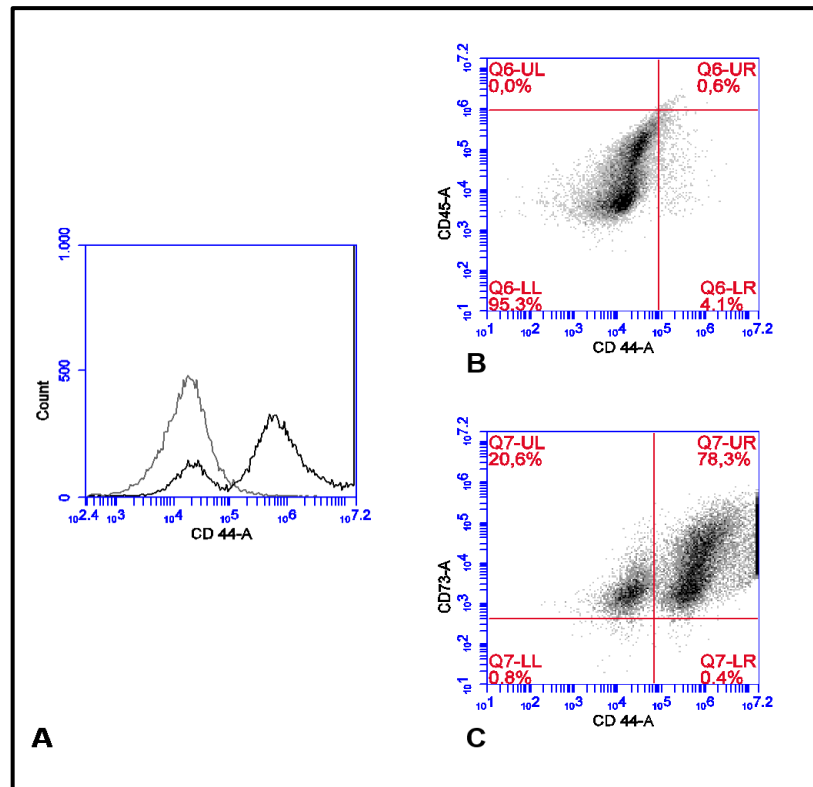 1.000
500
0
Count
10^2.4 10^3 10^4 10^5 10^6 10^7.2
CD 44-A
A
Q6-UL Q6-UR
0,0% 0,6%
10^7.2
10^6
10^5
10^4
10^3
10^2
10^1
CD45-A
Q6-LL Q6-LR
95,3% 4,1%
10^1 10^2 10^3 10^4 10^5 10^6 10^7.2
CD 44-A
B
Q7-UL Q7-UR
20,6% 78,3%
10^7.2
10^6
10^5
10^4
10^3
10^2
10^1
CD73-A
Q7-LL Q7-LR
0,8% 0,4%
10^1 10^2 10^3 10^4 10^5 10^6 10^7.2
CD 44-A
C